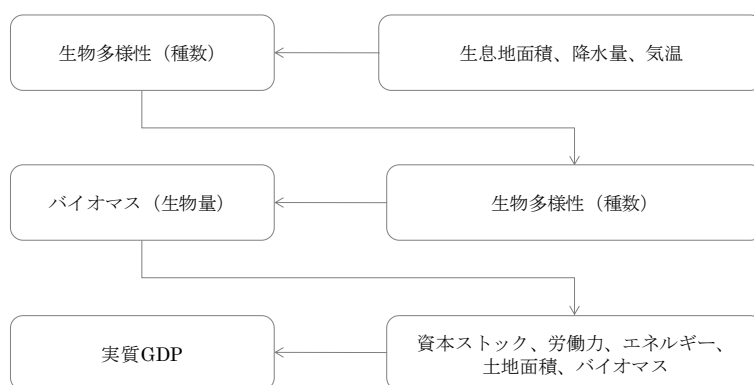 生物多様性（種数）
生息地面積、降水量、気温
バイオマス（生物量）
生物多様性（種数）
実質GDP
資本ストック、労働力、エネルギー、
土地面積、バイオマス